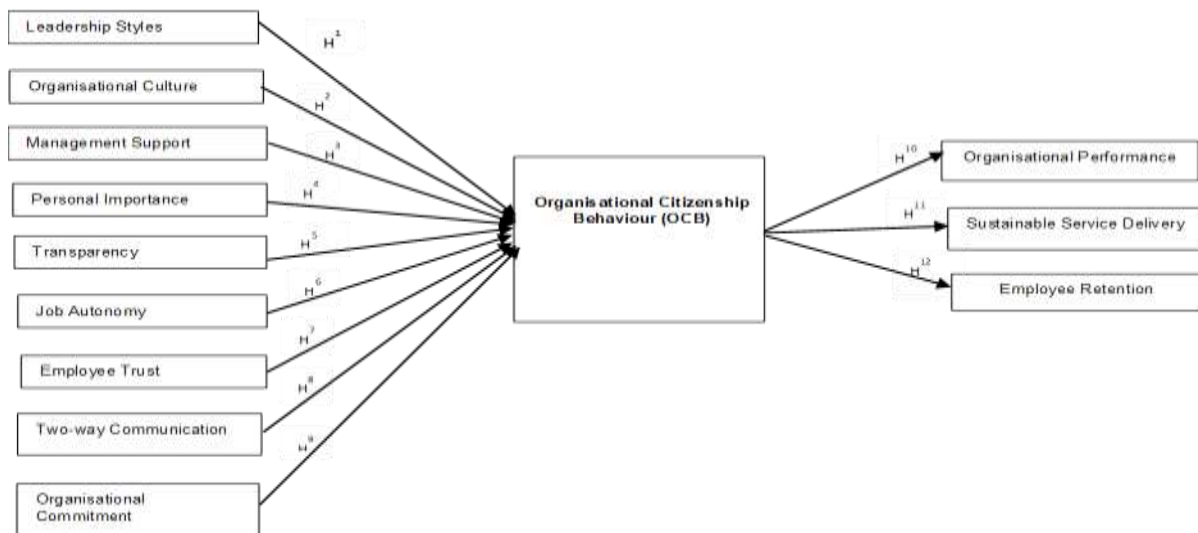 Leadership Styles
H1
Organisational Culture
H2
Management Support
H3
Personal Importance
H4
Transparency
H5
Job Autonomy
H6
Employee Trust
H7
Two-way Communication
H8
Organisational
Commitment
H9
Organisational Citizenship
Behaviour (OCB)
H10
Organisational Performance
H11
Sustainable Service Delivery
H12
Employee Retention